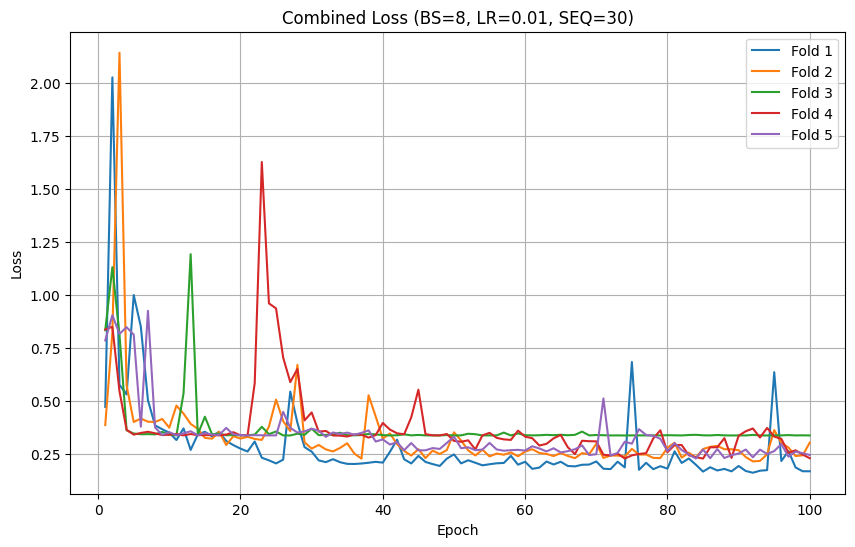 Combined Loss (BS=8, LR=0.01, SEQ=30)
Fold 1
Fold 2
Fold 3
Fold 4
Fold 5
2.00
1.75
1.50
1.25
1.00
0.75
0.50
0.25
Loss
0 20 40 60 80 100
Epoch